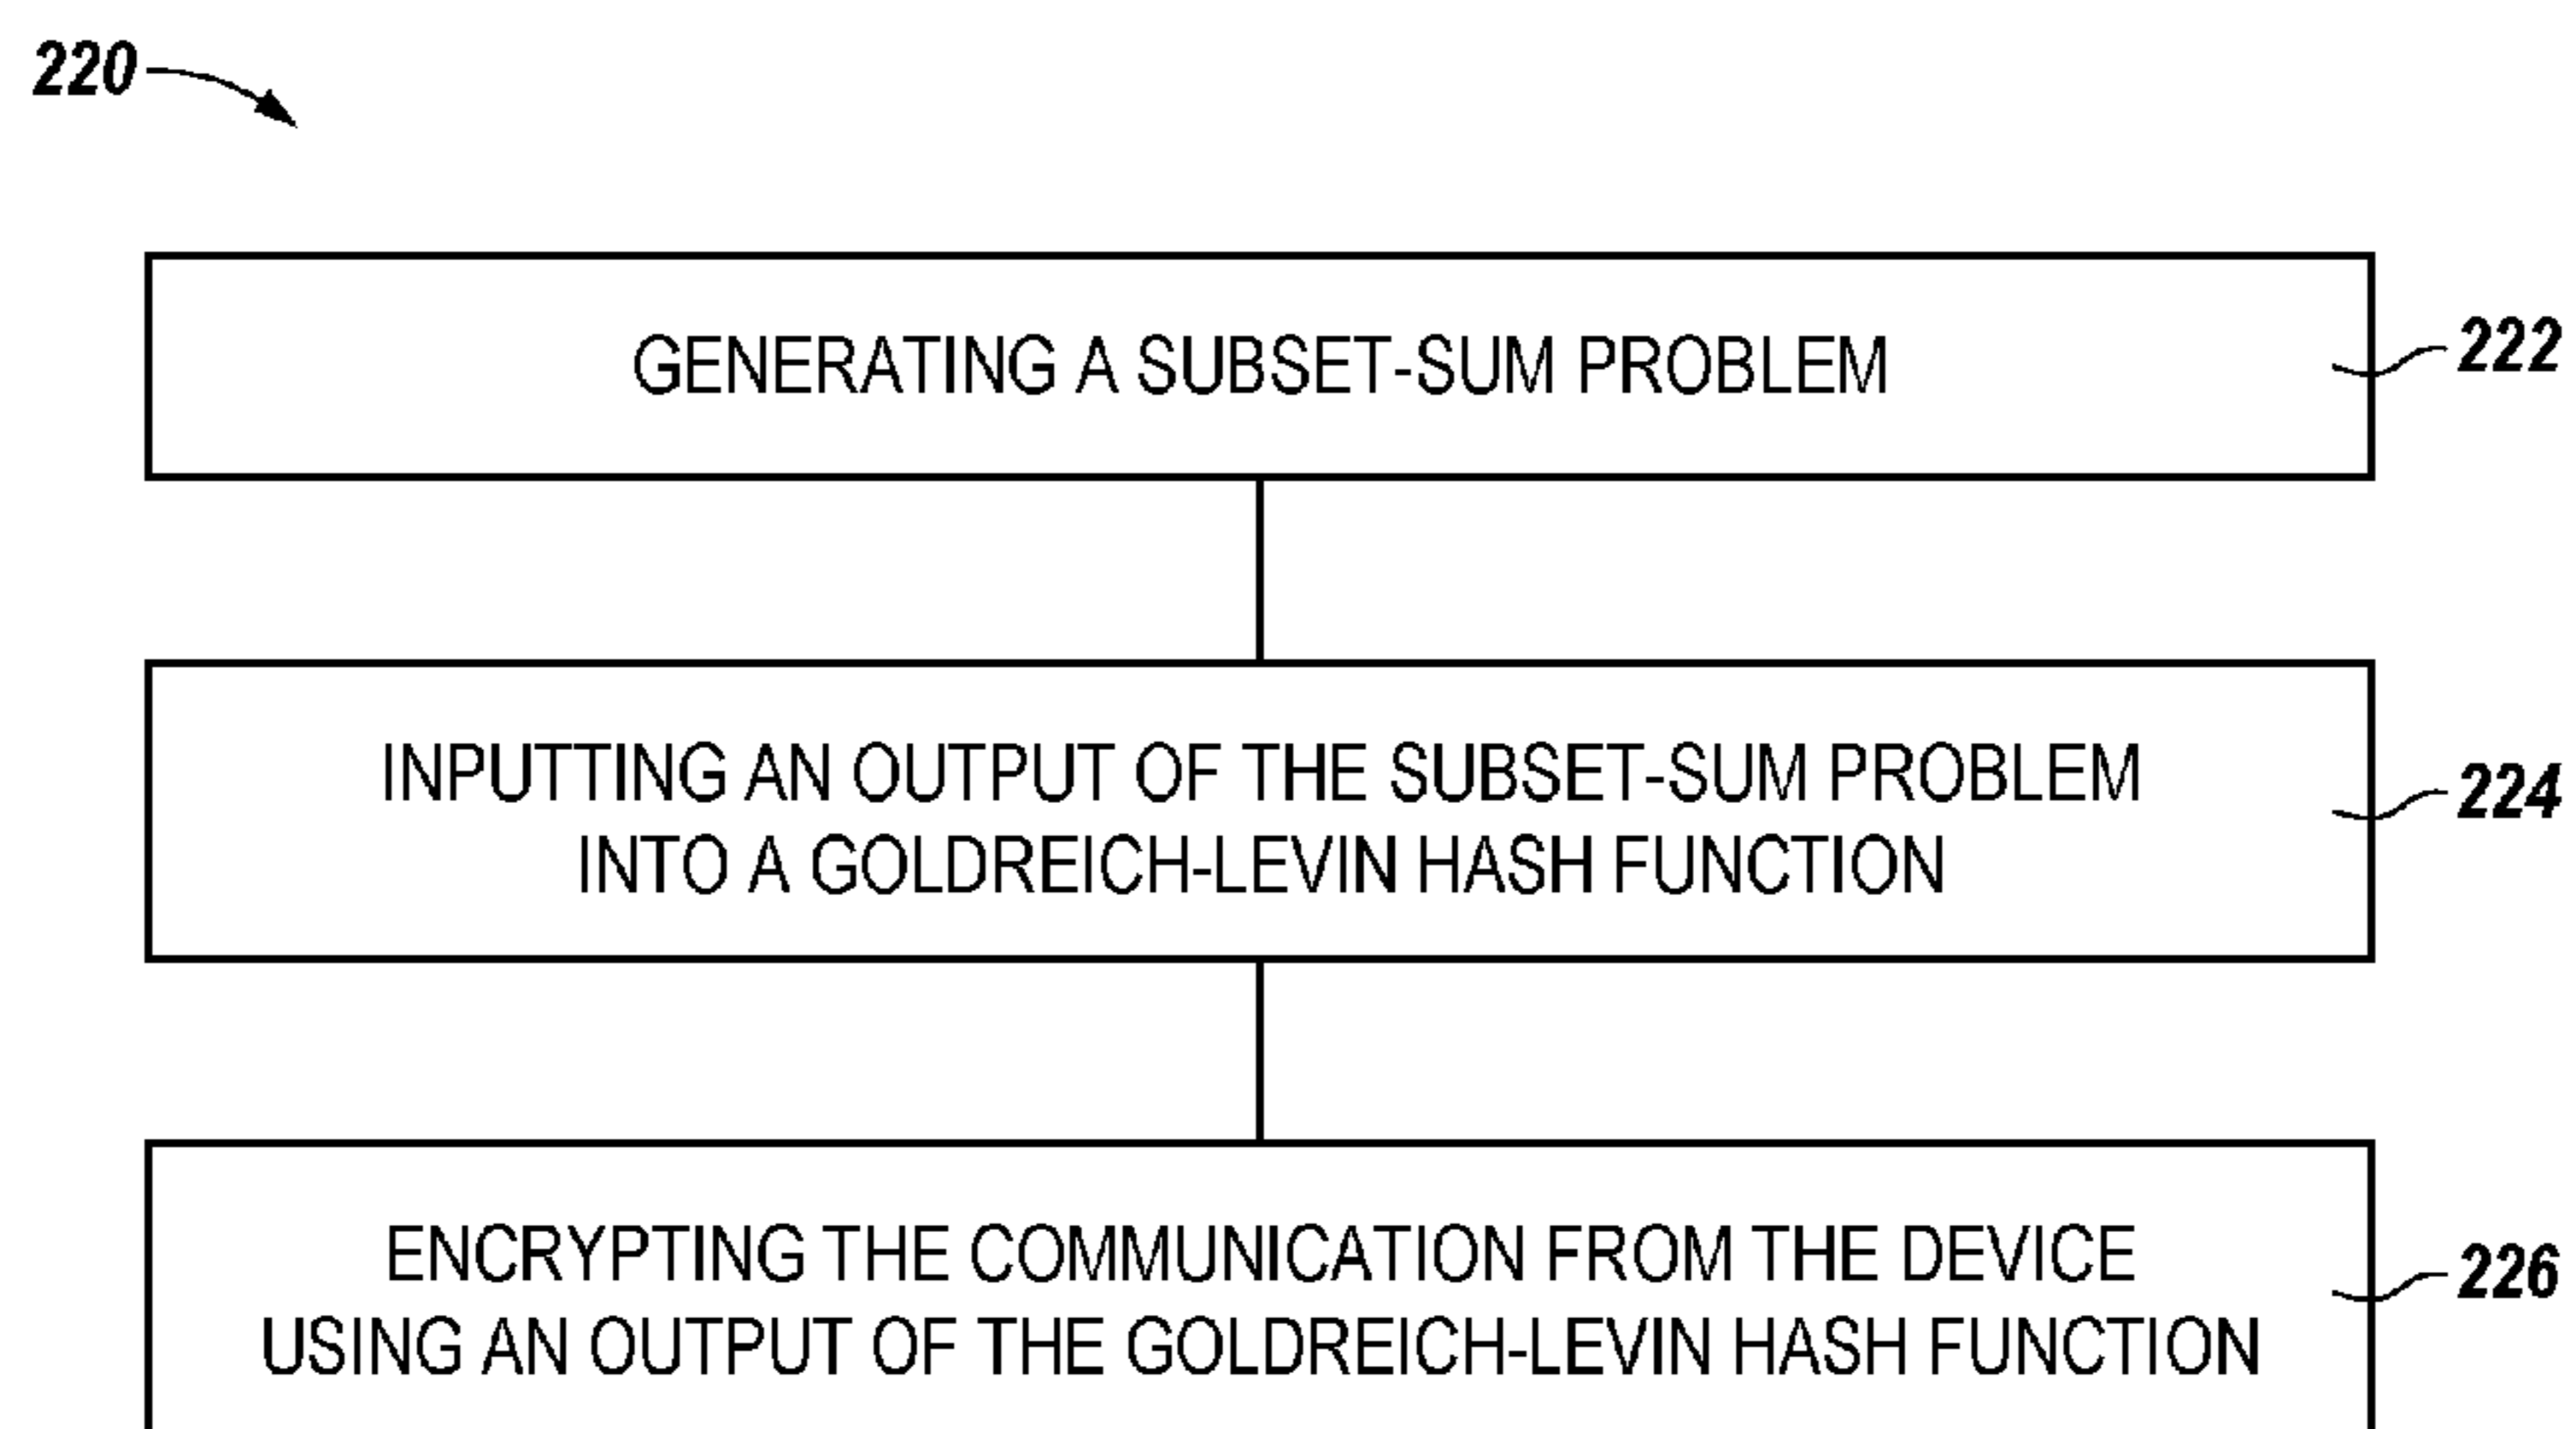 220
GENERATING A SUBSET-SUM PROBLEM
222
INPUTTING AN OUTPUT OF THE SUBSET-SUM PROBLEM
INTO A GOLDREICH-LEVIN HASH FUNCTION
224
ENCRYPTING THE COMMUNICATION FROM THE DEVICE
USING AN OUTPUT OF THE GOLDREICH-LEVIN HASH FUNCTION
226